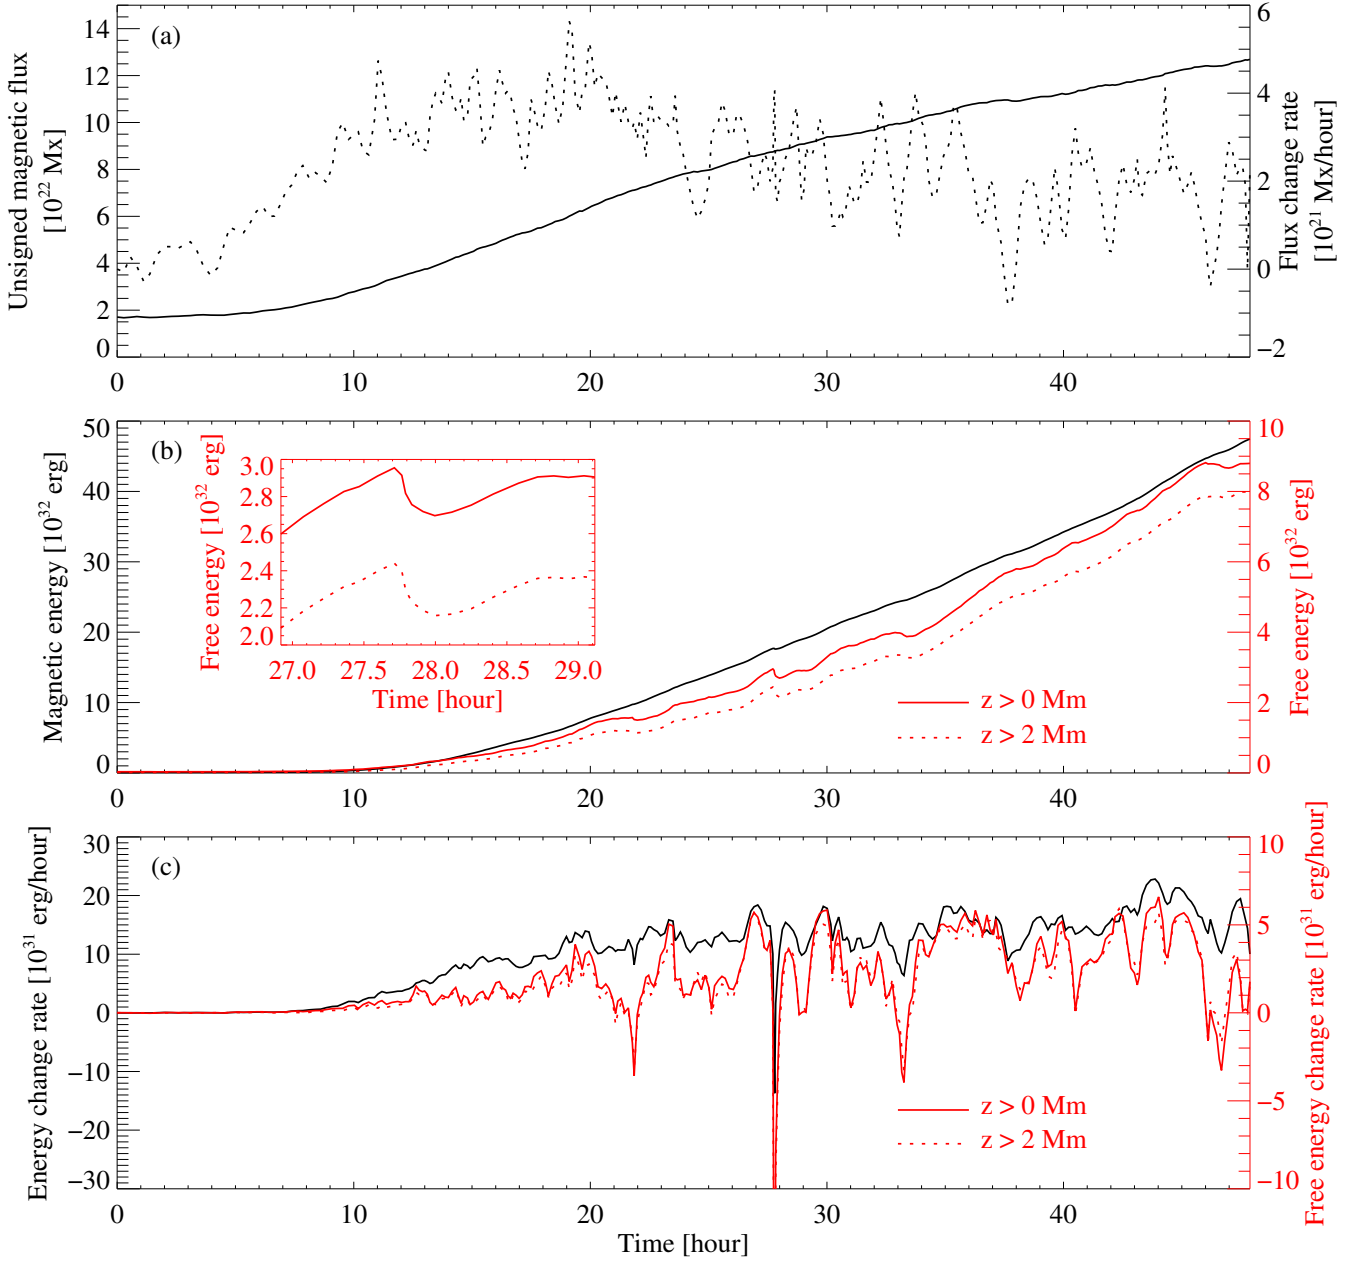 (a)
Unsigned magnetic flux
[10^22 Mx]
14
12
10
8
6
4
2
0
6
4
2
0
−2
Flux change rate
[10^21 Mx/hour]
0 10 20 30 40
(b)
Magnetic energy [10^32 erg]
50
40
30
20
10
0
Free energy [10^32 erg]
3.0
2.8
2.6
2.4
2.2
2.0
27.0 27.5 28.0 28.5 29.0
Time [hour]
10
8
6
4
2
0
Free energy [10^32 erg]
z > 0 Mm
z > 2 Mm
0 10 20 30 40
(c)
Energy change rate [10^31 erg/hour]
30
20
10
0
−10
−20
−30
10
5
0
−5
−10
Free energy change rate [10^31 erg/hour]
z > 0 Mm
z > 2 Mm
0 10 20 30 40
Time [hour]